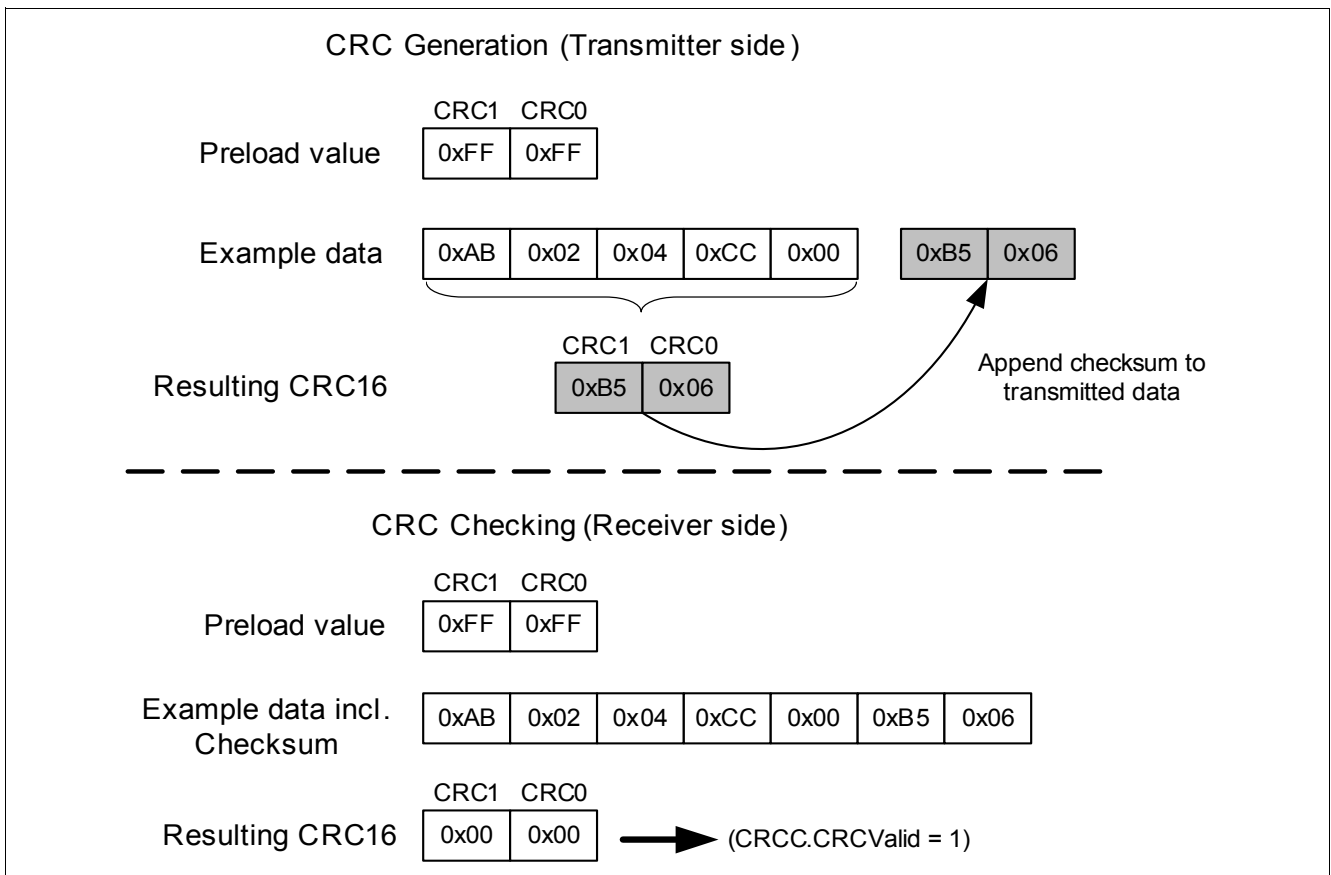 CRC Generation (Transmitter side)
CRC1 CRC0
Preload value 0xFF 0xFF
Example data 0xAB 0x02 0x04 0xCC 0x00 0xB5 0x06
CRC1 CRC0
Resulting CRC16 0xB5 0x06
Append checksum to
transmitted data
CRC Checking (Receiver side)
CRC1 CRC0
Preload value 0xFF 0xFF
Example data incl.
Checksum
0xAB 0x02 0x04 0xCC 0x00 0xB5 0x06
CRC1 CRC0
Resulting CRC16 0x00 0x00 (CRCC.CRCValid = 1)